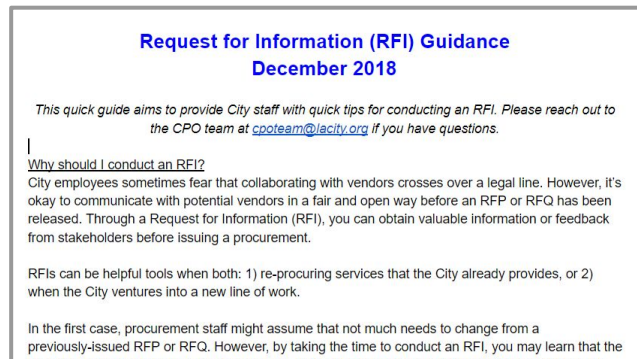 Request for Information (RFI) Guidance
December 2018
This quick guide aims to provide City staff with quick tips for conducting an RFI. Please reach out to
the CPO team at cpoteam@lacity.org if you have questions.
Why should I conduct an RFI?
City employees sometimes fear that collaborating with vendors crosses over a legal line. However, it's
okay to communicate with potential vendors in a fair and open way before an RFP or RFQ has been
released. Through a Request for Information (RFI), you can obtain valuable information or feedback
from stakeholders before issuing a procurement.
RFIs can be helpful tools when both: 1) re-procuring services that the City already provides, or 2)
when the City ventures into a new line of work.
In the first case, procurement staff might assume that not much needs to change from a
previously-issued RFP or RFQ. However, by taking the time to conduct an RFI, you may learn that the